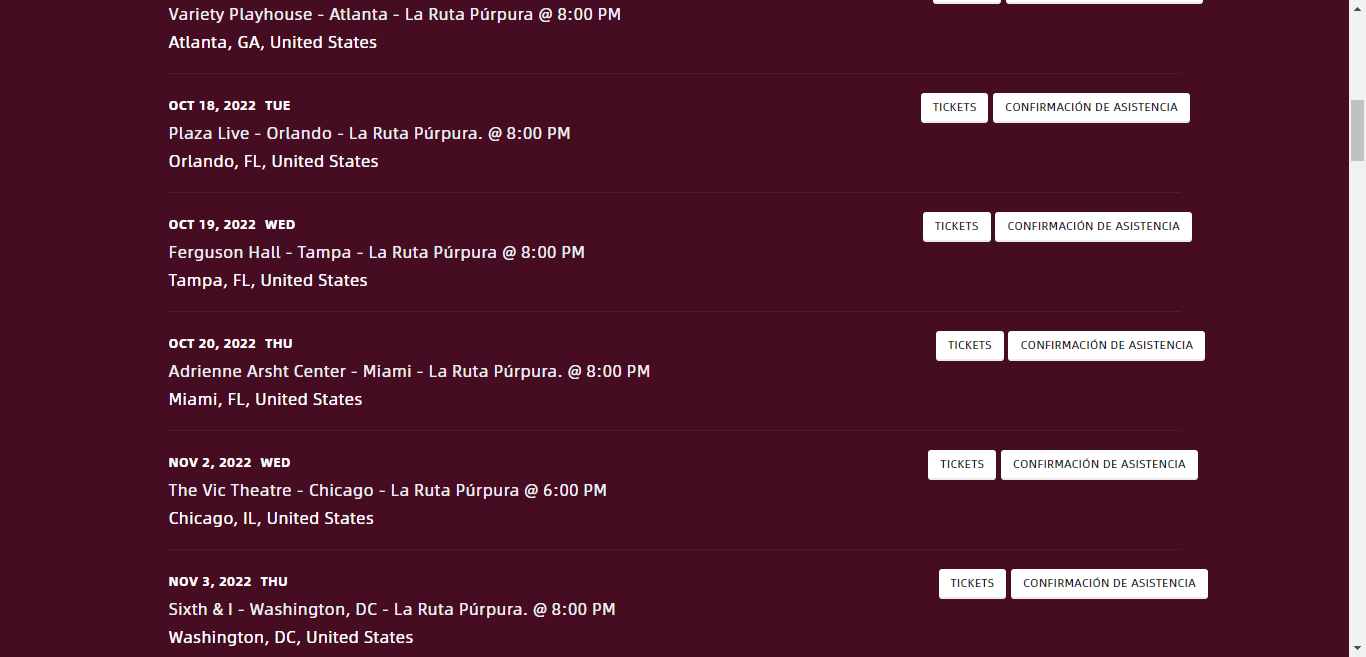 Variety Playhouse - Atlanta - La Ruta Púrpura @ 8:00 PM
Atlanta, GA, United States
OCT 18, 2022 TUE
TICKETS CONFIRMACIÓN DE ASISTENCIA
Plaza Live - Orlando - La Ruta Púrpura. @ 8:00 PM
Orlando, FL, United States
OCT 19, 2022 WED
TICKETS CONFIRMACIÓN DE ASISTENCIA
Ferguson Hall - Tampa - La Ruta Púrpura @ 8:00 PM
Tampa, FL, United States
OCT 20, 2022 THU
TICKETS CONFIRMACIÓN DE ASISTENCIA
Adrienne Arsht Center - Miami - La Ruta Púrpura. @ 8:00 PM
Miami, FL, United States
NOV 2, 2022 WED
TICKETS CONFIRMACIÓN DE ASISTENCIA
The Vic Theatre - Chicago - La Ruta Púrpura @ 6:00 PM
Chicago, IL, United States
NOV 3, 2022 THU
TICKETS CONFIRMACIÓN DE ASISTENCIA
Sixth & I - Washington, DC - La Ruta Púrpura. @ 8:00 PM
Washington, DC, United States